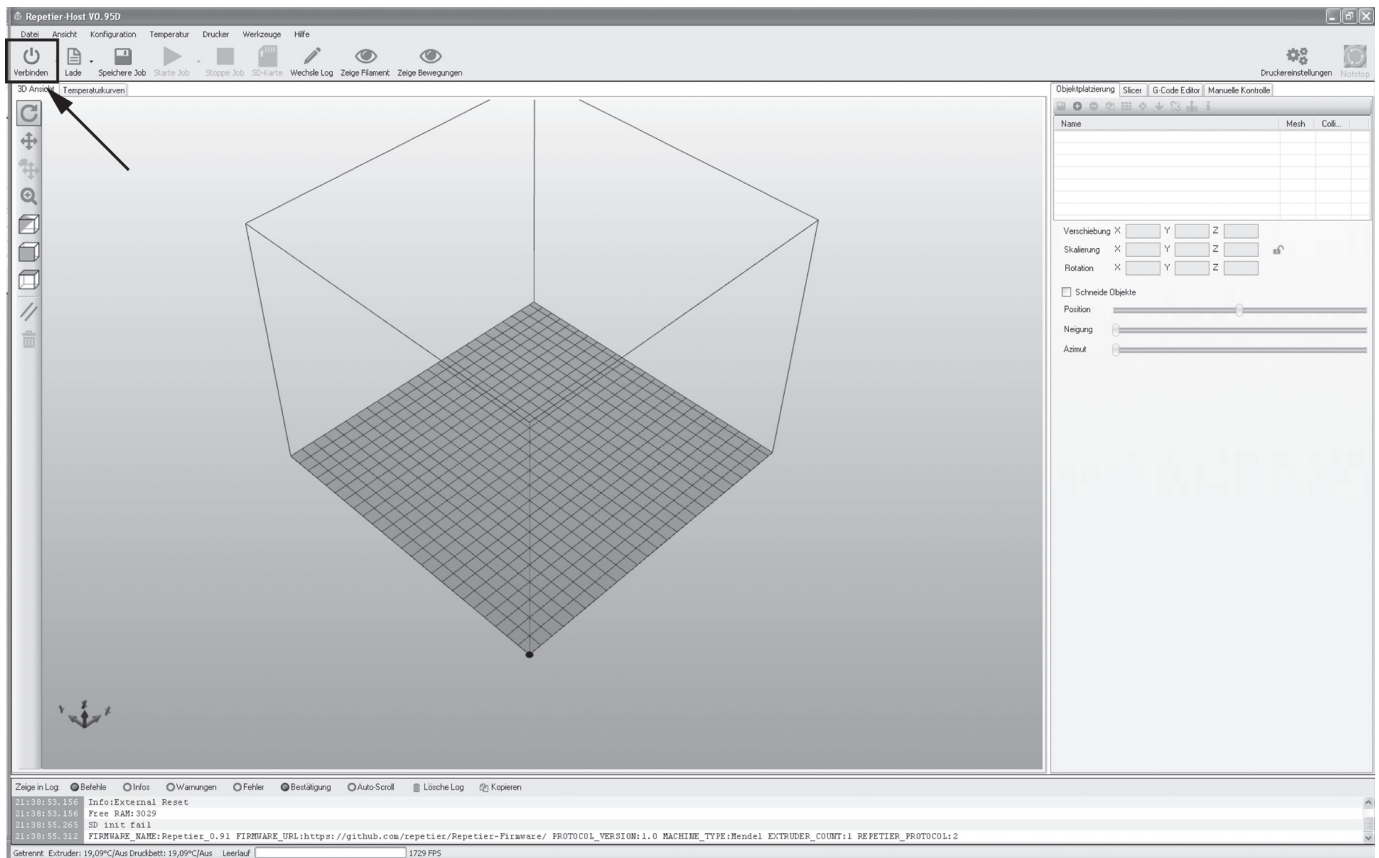 Repetier-Host V0.95D
Datei Ansicht Konfiguration Temperatur Drucker Werkzeuge Hilfe
Verbinden Lade Speichere Job Starte Job Stoppe Job SD-Karte Wechsle Log Zeige Filament Zeige Bewegungen Druckereinstellungen Notstop
3D Ansicht Temperaturkurven
Objektplatzierung Slicer G-Code Editor Manuelle Kontrolle
Name Mesh Colli...
Verschiebung X Y Z
Skalierung X Y Z
Rotation X Y Z
Schneide Objekte
Position
Neigung
Azimut
Zeige in Log: Befehle Infos Warnungen Fehler Bestätigung Auto-Scroll Lösche Log Kopieren
21:38:53.156 Info:External Reset
21:38:53.156 Free RAM:3029
21:38:55.265 SD init fail
21:38:55.312 FIRMWARE_NAME:Repetier_0.91 FIRMWARE_URL:https://github.com/repetier/Repetier-Firmware/ PROTOCOL_VERSION:1.0 MACHINE_TYPE:Mendel EXTRUDER_COUNT:1 REPETIER_PROTOCOL:2
Getrennt Extruder: 19,09°C/Aus Druckbett: 19,09°C/Aus Leerlauf 1729 FPS